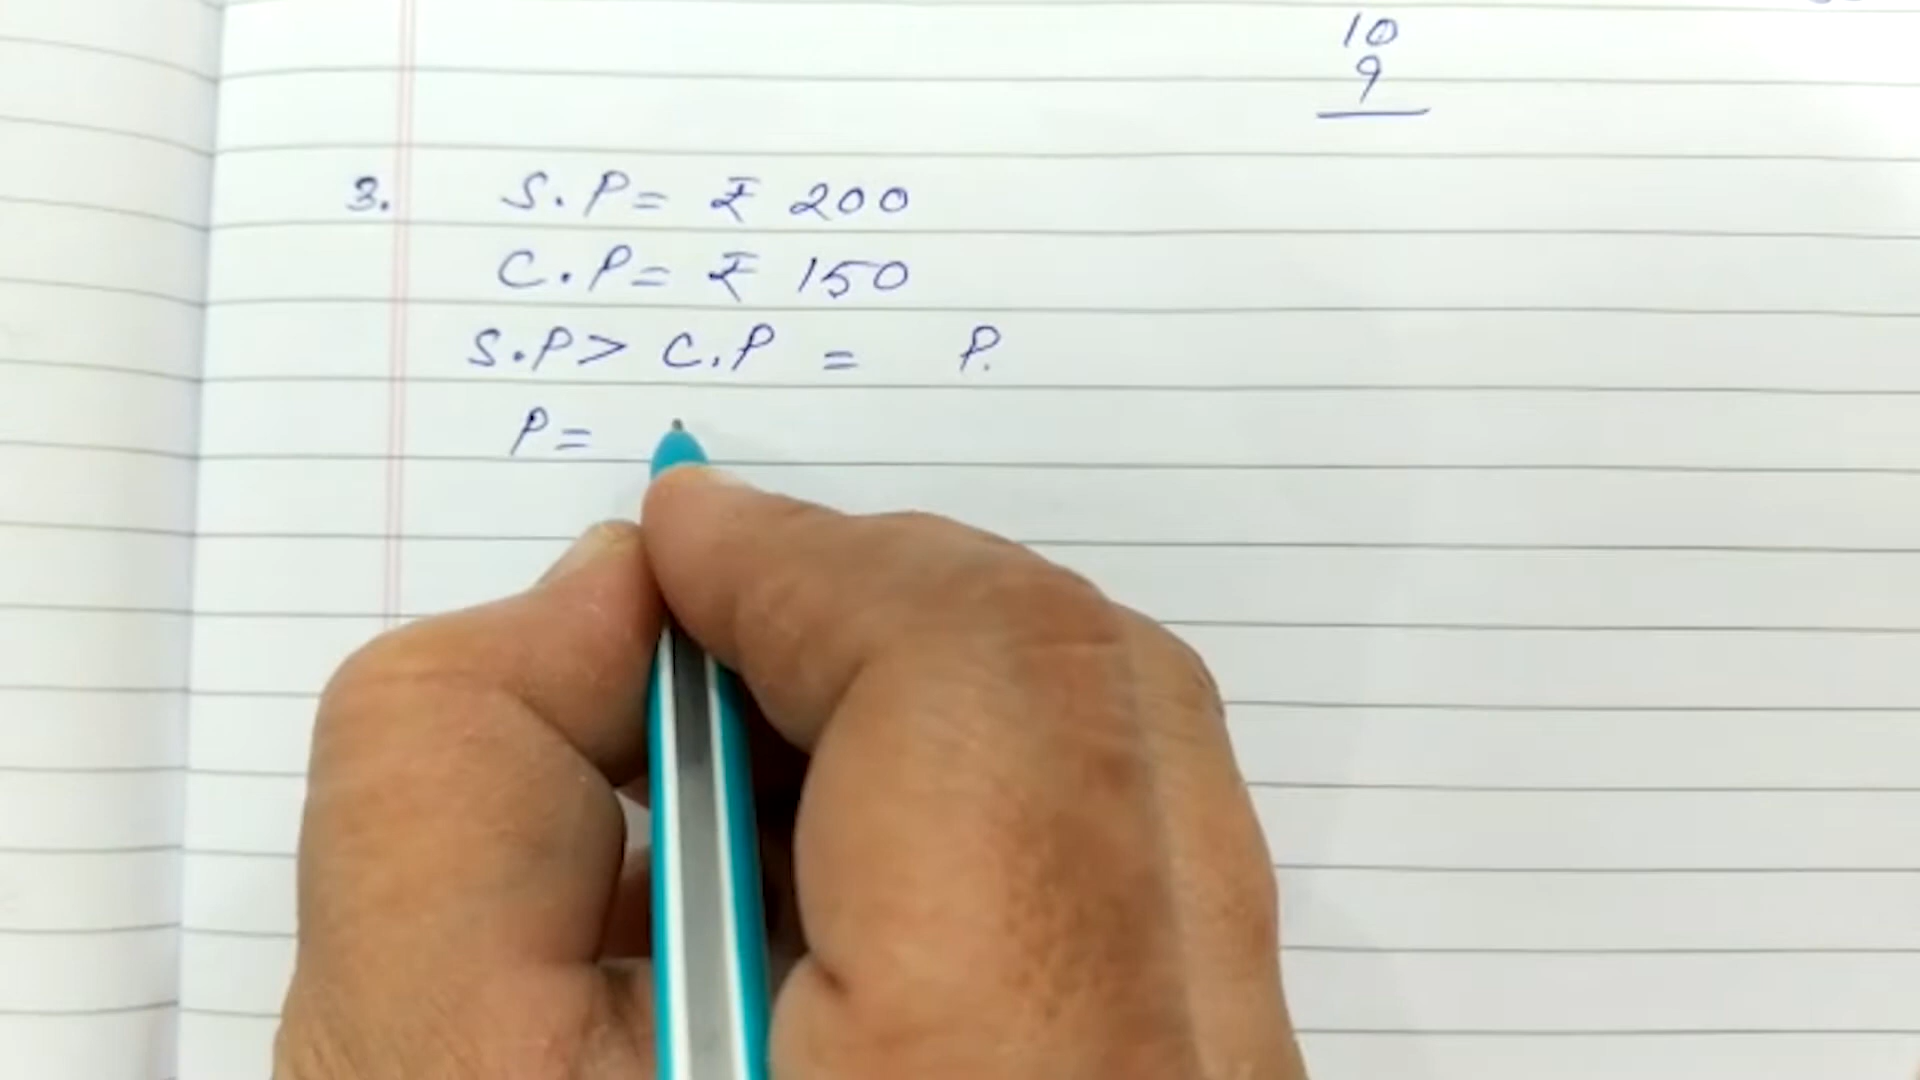 10
9
3. S.P= ₹ 200
C.P= ₹ 150
S.P> C.P = P.
P=